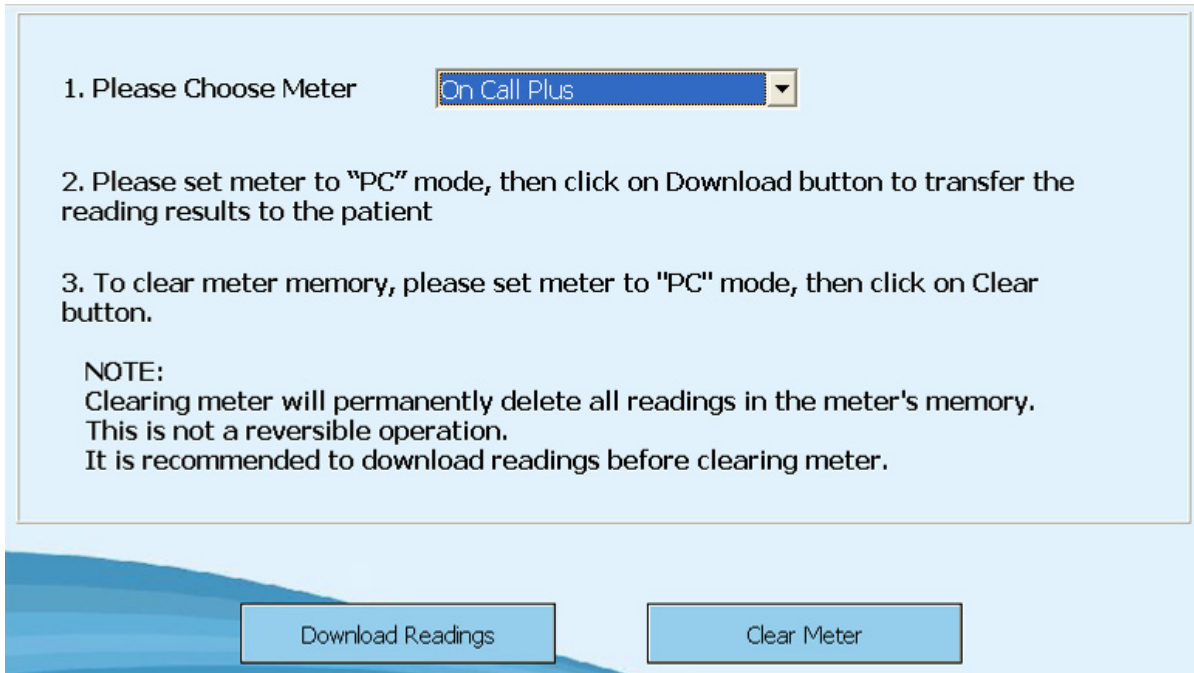 1. Please Choose Meter On Call Plus
2. Please set meter to “PC” mode, then click on Download button to transfer the
reading results to the patient
3. To clear meter memory, please set meter to "PC" mode, then click on Clear
button.
NOTE:
Clearing meter will permanently delete all readings in the meter's memory.
This is not a reversible operation.
It is recommended to download readings before clearing meter.
Download Readings Clear Meter